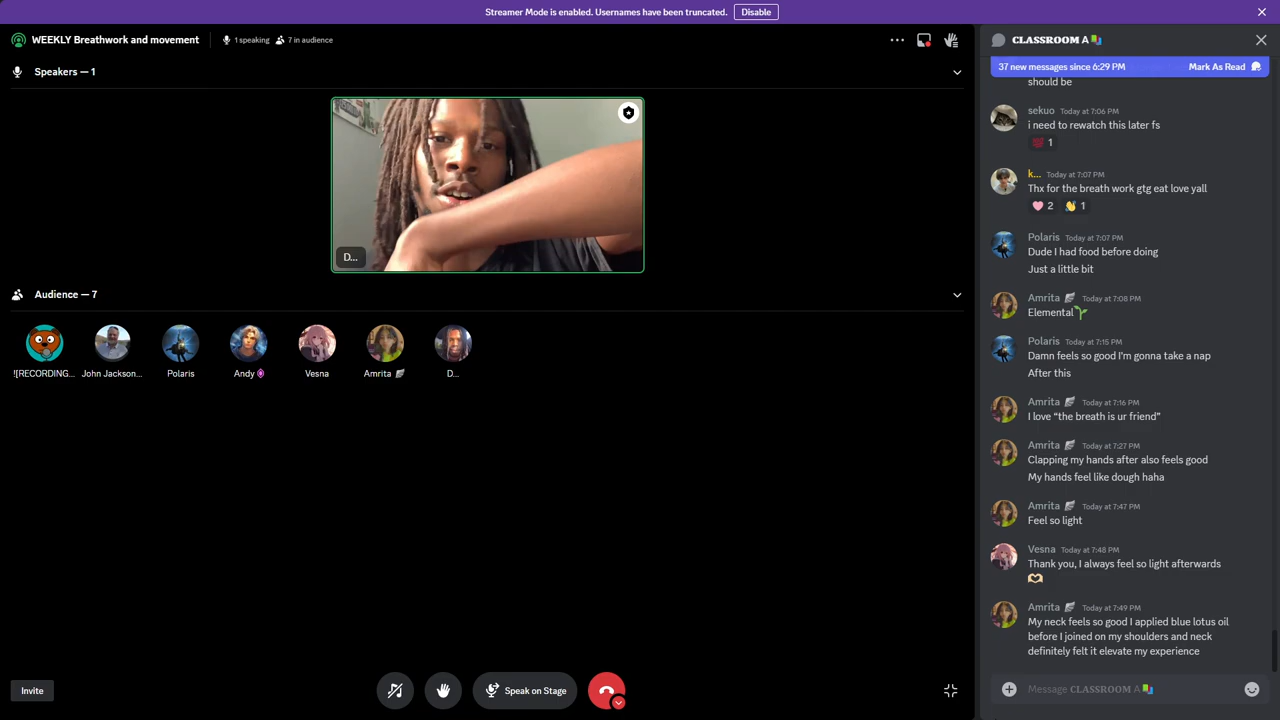 Streamer Mode is enabled. Usernames have been truncated. Disable
WEEKLY Breathwork and movement 1 speaking 7 in audience
Speakers — 1
D...
Audience — 7
![RECORDING... John Jackson... Polaris Andy Vesna Amrita D...
Invite
Speak on Stage
CLASSROOM A
37 new messages since 6:29 PM Mark As Read
should be
sekuo Today at 7:06 PM
i need to rewatch this later fs
1
k... Today at 7:07 PM
Thx for the breath work gtg eat love yall
2 1
Polaris Today at 7:07 PM
Dude I had food before doing
Just a little bit
Amrita Today at 7:08 PM
Elemental
Polaris Today at 7:15 PM
Damn feels so good I'm gonna take a nap
After this
Amrita Today at 7:16 PM
I love “the breath is ur friend”
Amrita Today at 7:27 PM
Clapping my hands after also feels good
My hands feel like dough haha
Amrita Today at 7:47 PM
Feel so light
Vesna Today at 7:48 PM
Thank you, I always feel so light afterwards
Amrita Today at 7:49 PM
My neck feels so good I applied blue lotus oil
before I joined on my shoulders and neck
definitely felt it elevate my experience
Message CLASSROOM A